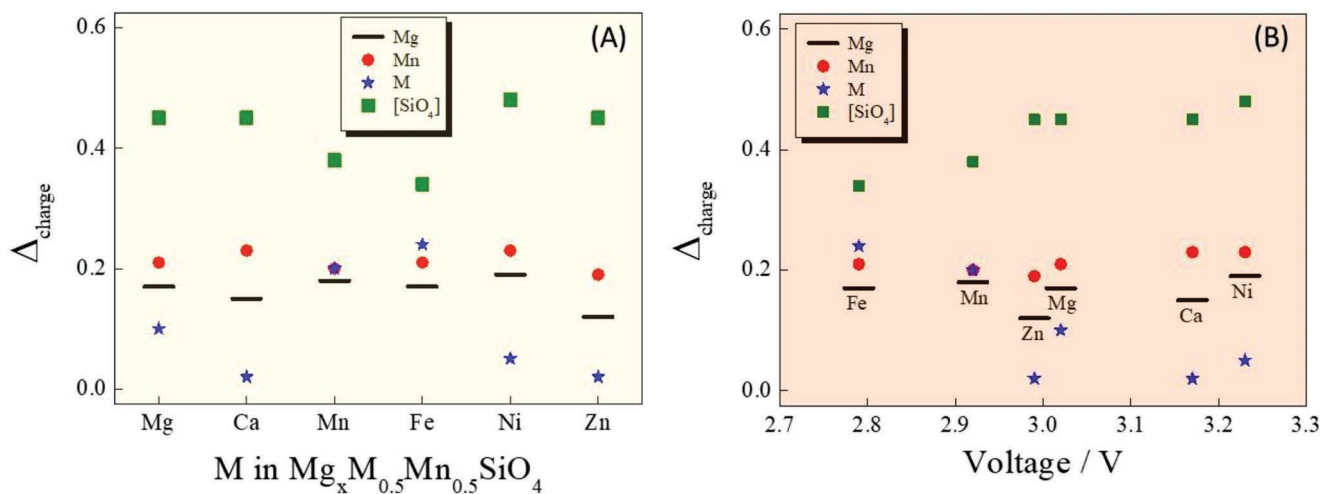 (A)
Mg
Mn
M
[SiO₄]
0.6
0.4
0.2
0.0
Δcharge
Mg Ca Mn Fe Ni Zn
M in MgₓM₀.₅Mn₀.₅SiO₄
(B)
Mg
Mn
M
[SiO₄]
0.6
0.4
0.2
0.0
Δcharge
Fe Mn Zn Mg Ca Ni
2.7 2.8 2.9 3.0 3.1 3.2 3.3
Voltage / V